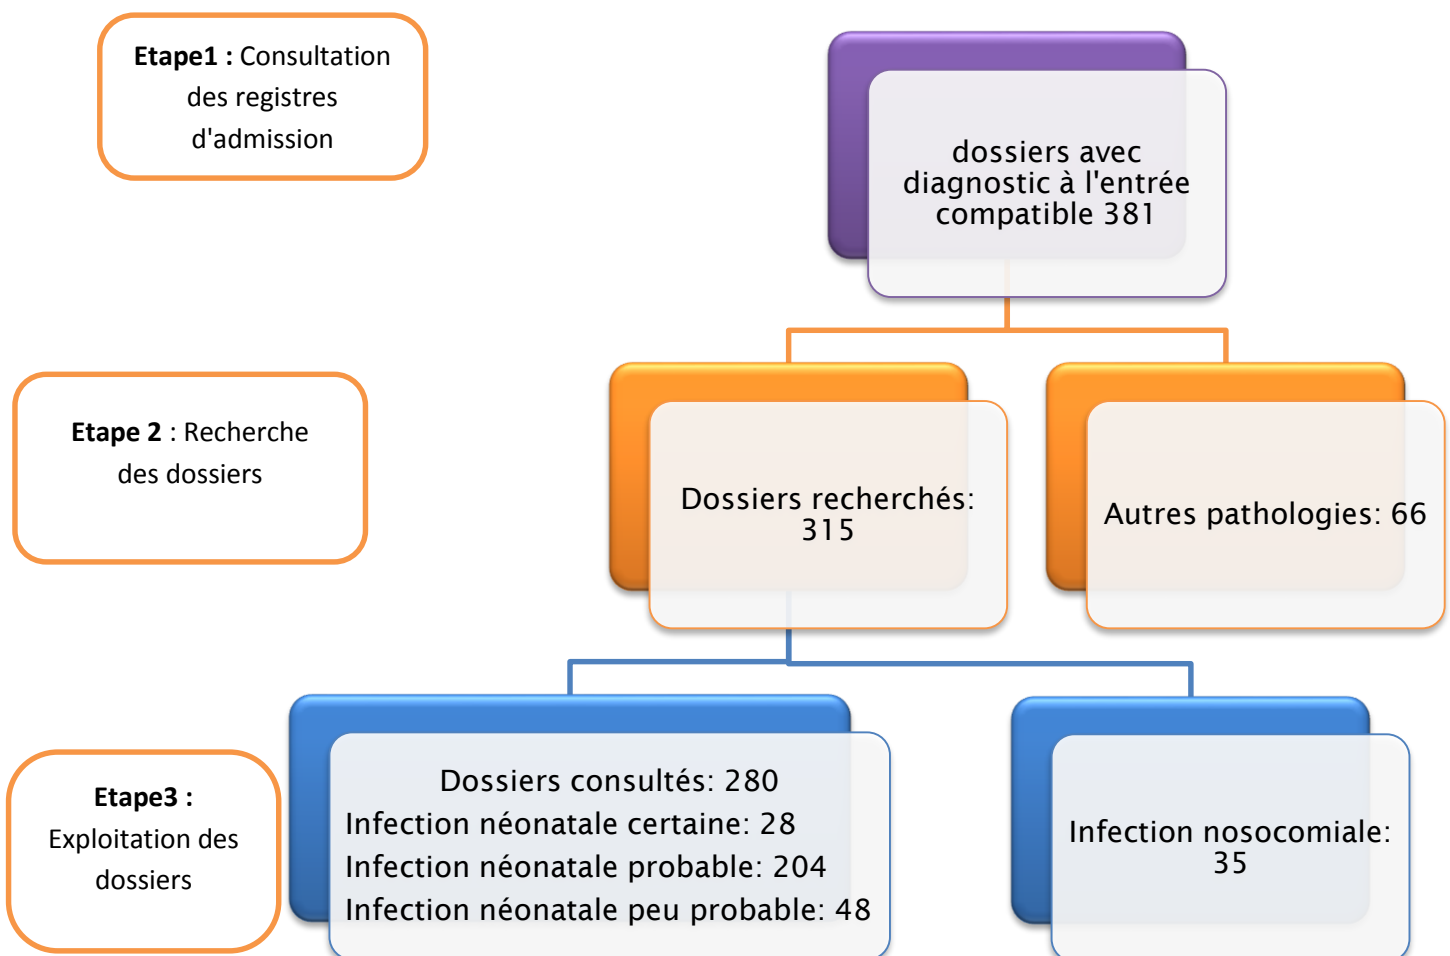 Etape1 : Consultation
des registres
d'admission
dossiers avec
diagnostic à l'entrée
compatible 381
Etape 2 : Recherche
des dossiers
Dossiers recherchés:
315
Autres pathologies: 66
Etape3 :
Exploitation des
dossiers
Dossiers consultés: 280
Infection néonatale certaine: 28
Infection néonatale probable: 204
Infection néonatale peu probable: 48
Infection nosocomiale:
35